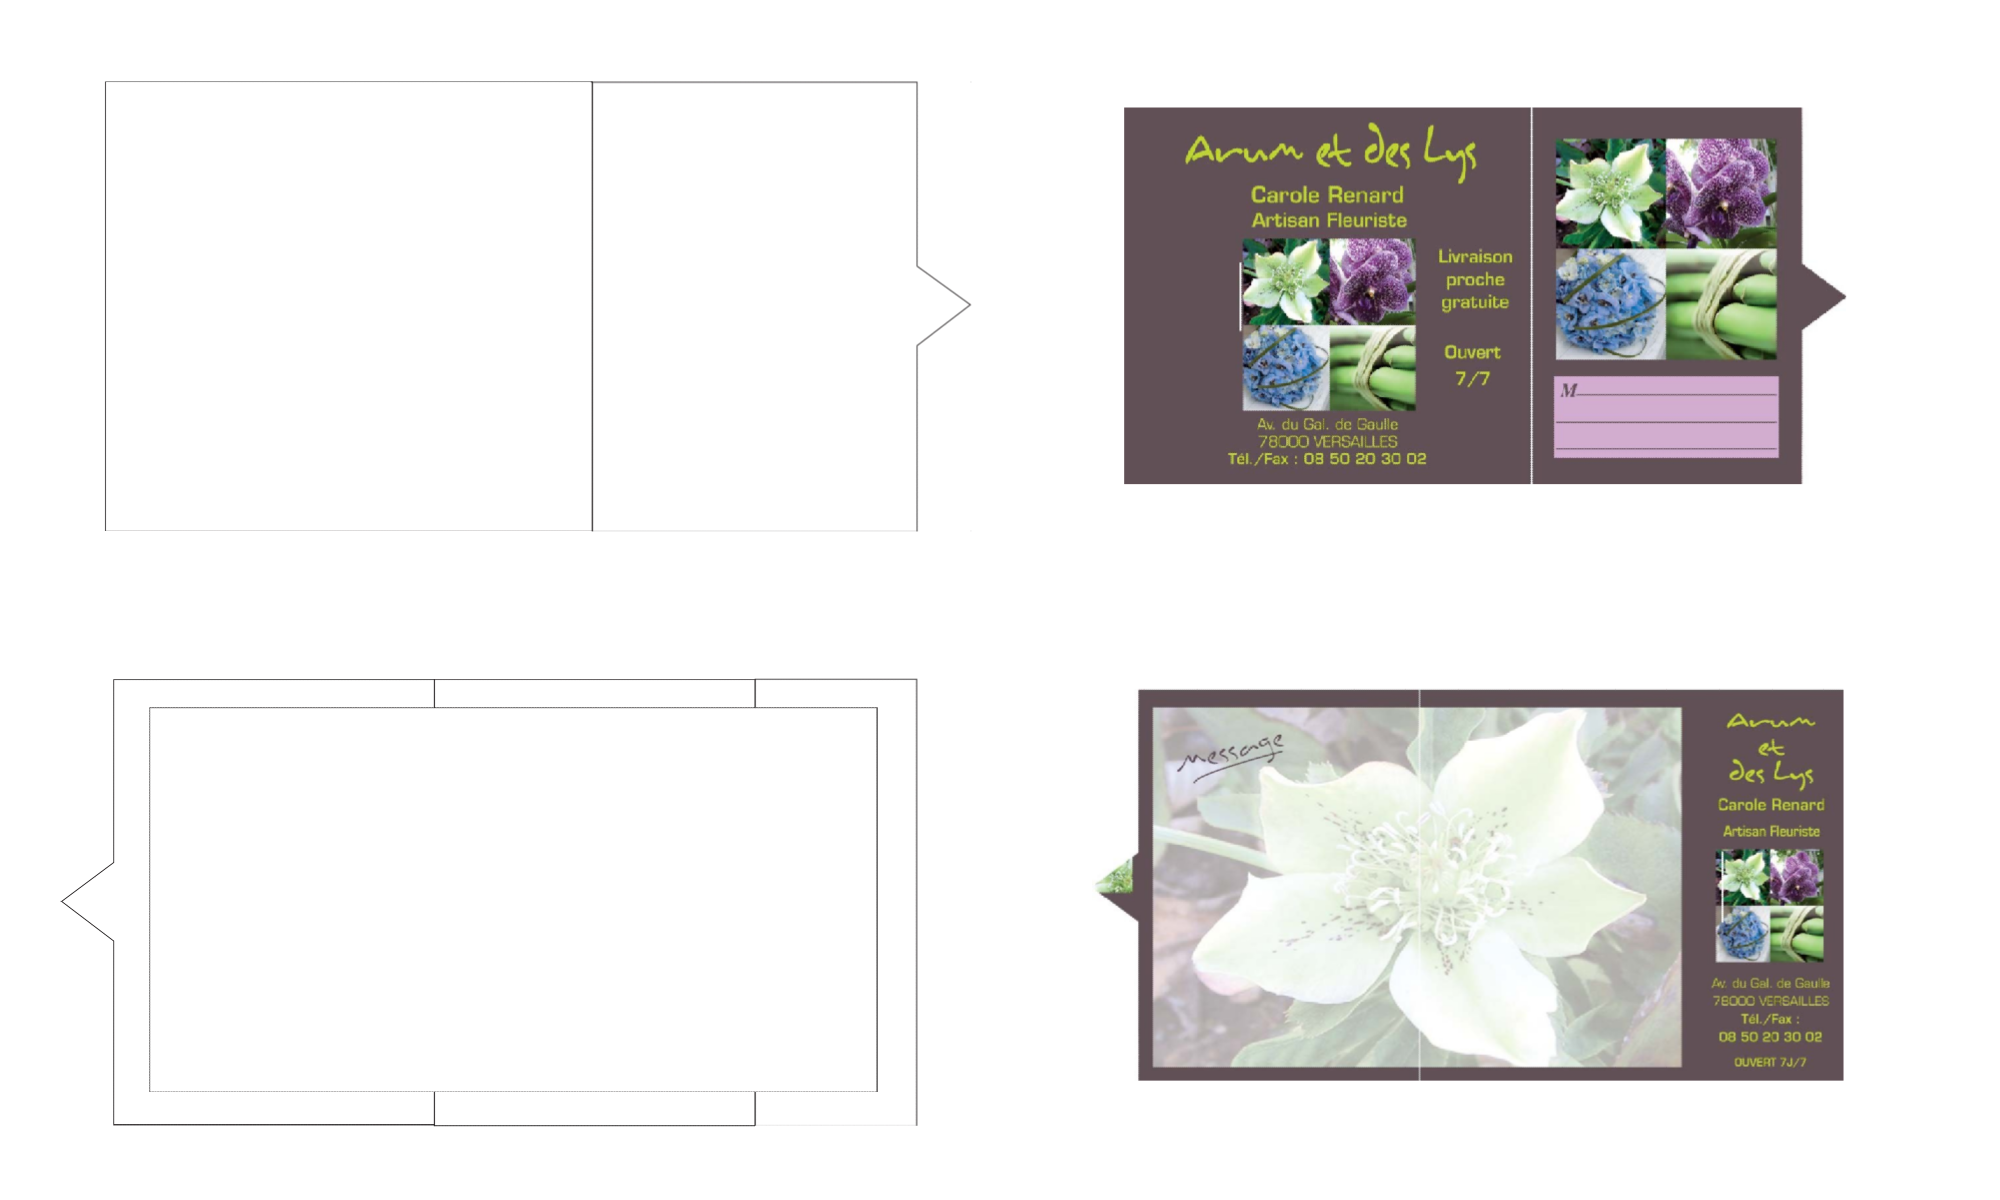 Arum et des Lys
Carole Renard
Artisan Fleuriste
Livraison
proche
gratuite
Ouvert
7/7
Av. du Gal. de Gaulle
78000 VERSAILLES
Tél./Fax : 08 50 20 30 02
M
Message
Arum
et
des Lys
Carole Renard
Artisan Fleuriste
Av. du Gal. de Gaulle
78000 VERSAILLES
Tél./Fax :
08 50 20 30 02
OUVERT 7J/7